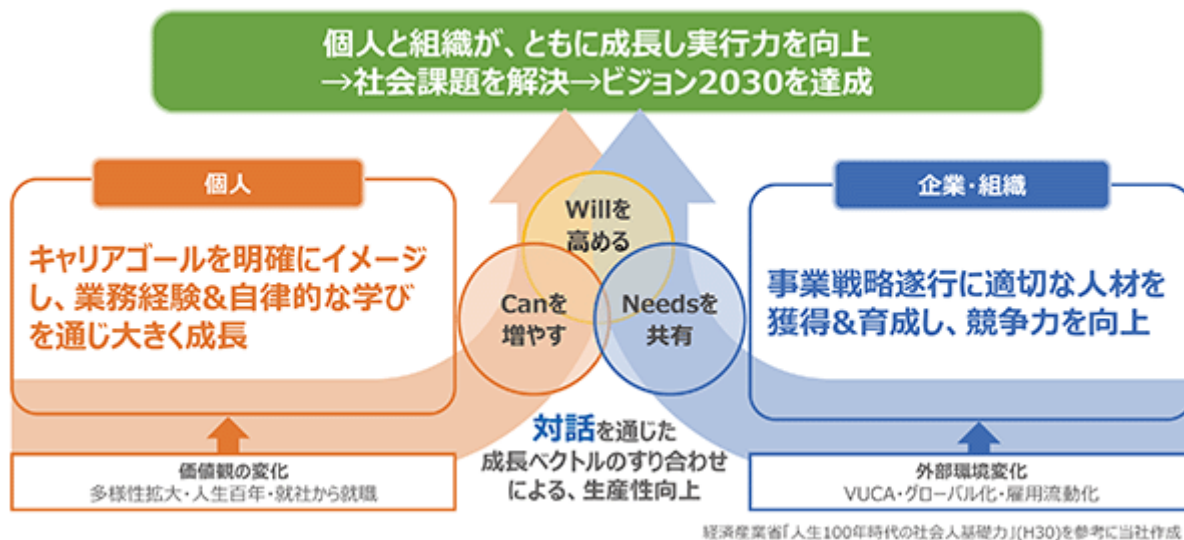 個人と組織が、ともに成長し実行力を向上
→社会課題を解決→ビジョン2030を達成
個人
キャリアゴールを明確にイメージ
し、業務経験&自律的な学び
を通じ大きく成長
価値観の変化
多様性拡大・人生百年・就社から就職
Willを
高める
Canを
増やす
Needsを
共有
対話を通じた
成長ベクトルのすり合わせ
による、生産性向上
企業・組織
事業戦略遂行に適切な人材を
獲得&育成し、競争力を向上
外部環境変化
VUCA・グローバル化・雇用流動化
経済産業省「人生100年時代の社会人基礎力」(H30)を参考に当社作成